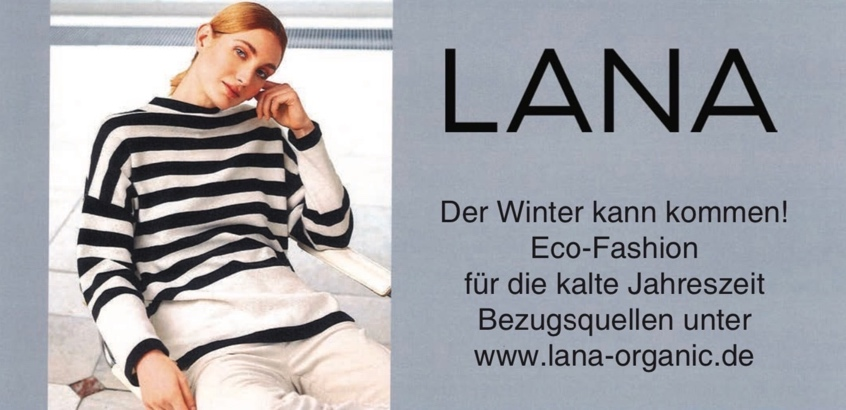 LANA
Der Winter kann kommen!
Eco-Fashion
für die kalte Jahreszeit
Bezugsquellen unter
www.lana-organic.de